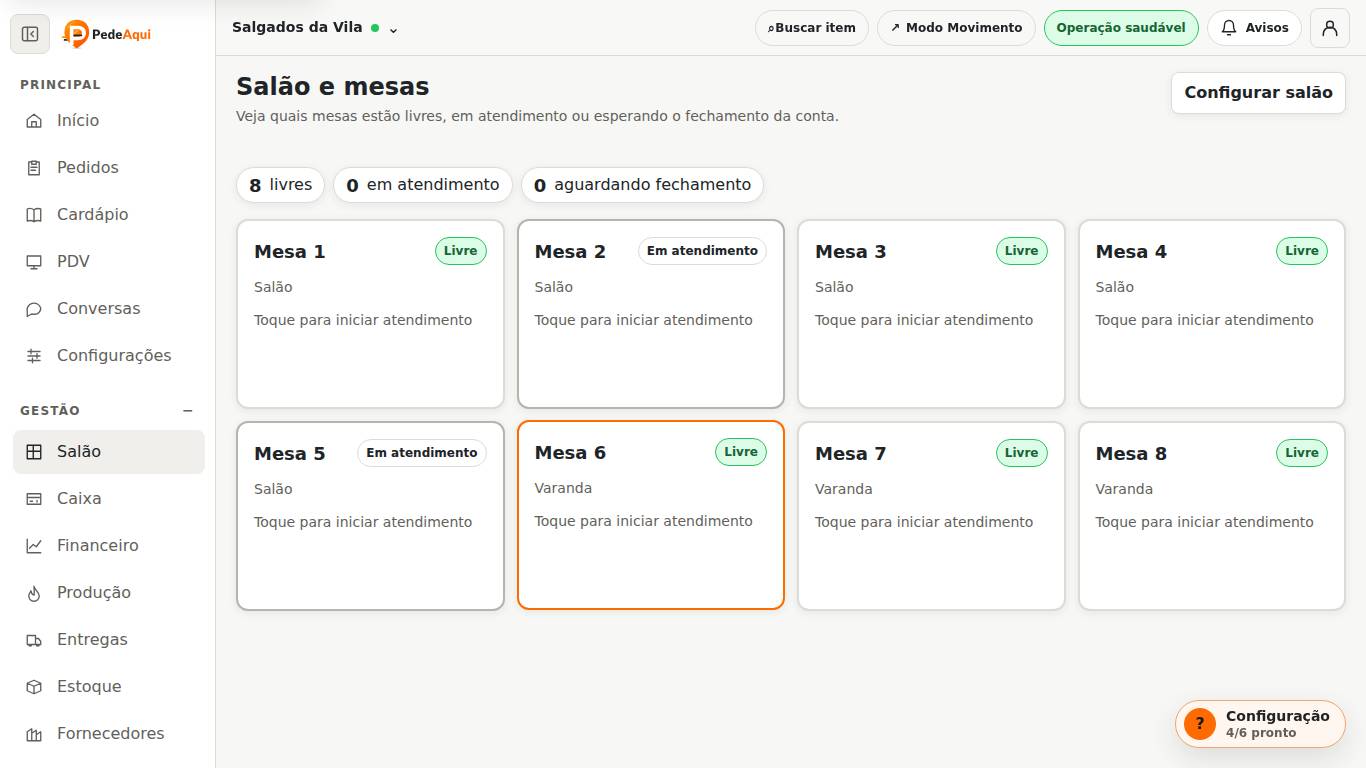 PedeAqui
PRINCIPAL
Início
Pedidos
Cardápio
PDV
Conversas
Configurações
GESTÃO −
Salão
Caixa
Financeiro
Produção
Entregas
Estoque
Fornecedores
Salgados da Vila
Buscar item
↗ Modo Movimento
Operação saudável
Avisos
Salão e mesas
Veja quais mesas estão livres, em atendimento ou esperando o fechamento da conta.
Configurar salão
8 livres
0 em atendimento
0 aguardando fechamento
Mesa 1
Livre
Salão
Toque para iniciar atendimento
Mesa 2
Em atendimento
Salão
Toque para iniciar atendimento
Mesa 3
Livre
Salão
Toque para iniciar atendimento
Mesa 4
Livre
Salão
Toque para iniciar atendimento
Mesa 5
Em atendimento
Salão
Toque para iniciar atendimento
Mesa 6
Livre
Varanda
Toque para iniciar atendimento
Mesa 7
Livre
Varanda
Toque para iniciar atendimento
Mesa 8
Livre
Varanda
Toque para iniciar atendimento
?
Configuração
4/6 pronto